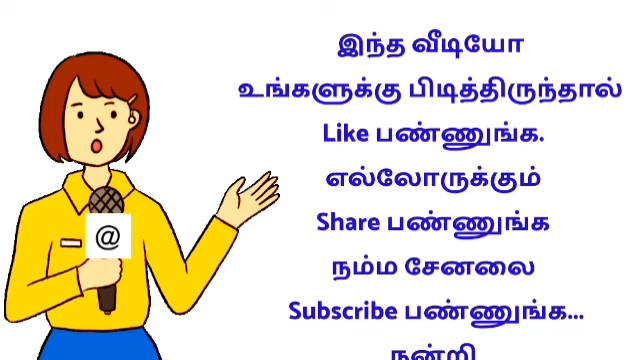 இந்த வீடியோ
உங்களுக்கு பிடித்திருந்தால்
Like பண்ணுங்க.
எல்லோருக்கும்
Share பண்ணுங்க
நம்ம சேனலை
Subscribe பண்ணுங்க...
நன்றி
@